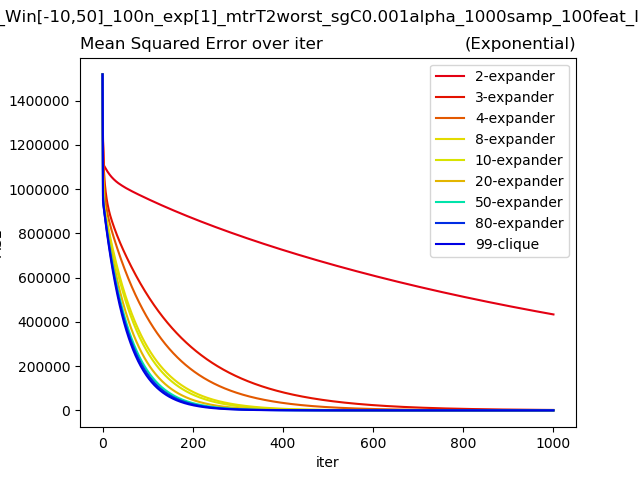 _Win[-10,50]_100n_exp[1]_mtrT2worst_sgC0.001alpha_1000samp_100feat_
Mean Squared Error over iter (Exponential)
1400000
1200000
1000000
800000
600000
400000
200000
0
2-expander
3-expander
4-expander
8-expander
10-expander
20-expander
50-expander
80-expander
99-clique
0 200 400 600 800 1000
iter